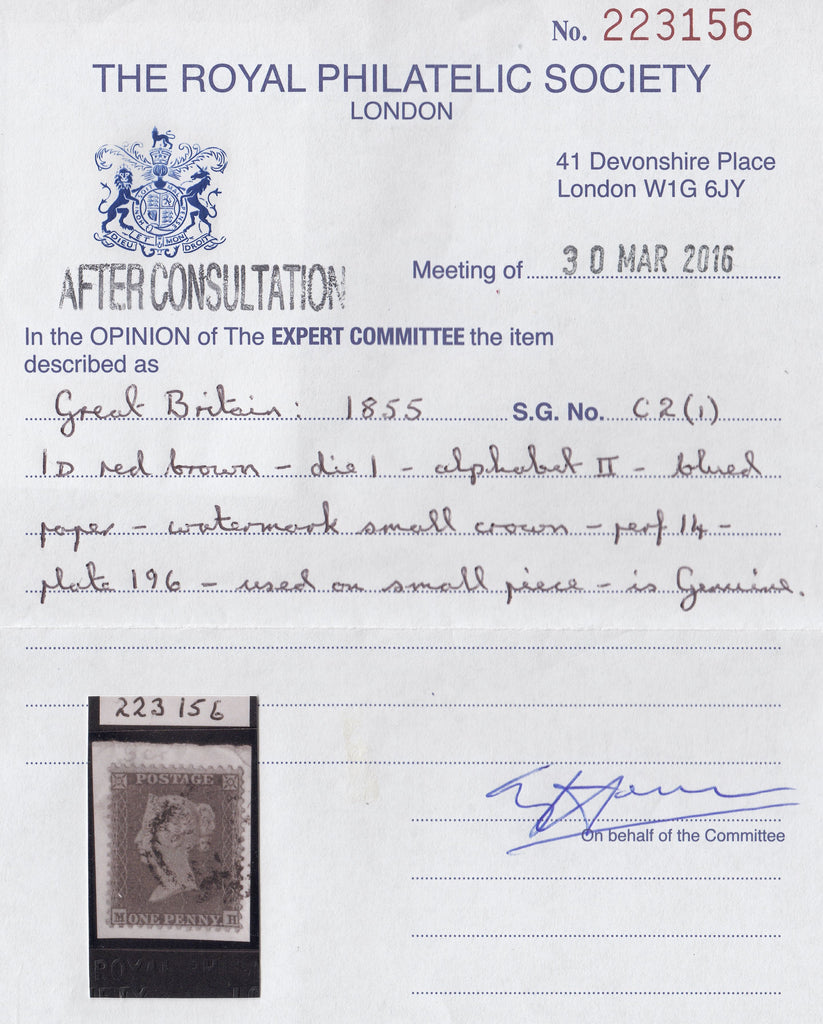 No. 223156
THE ROYAL PHILATELIC SOCIETY
LONDON
41 Devonshire Place
London W1G 6JY
DIEU ET MON DROIT
AFTER CONSULTATION
Meeting of 30 MAR 2016
In the OPINION of The EXPERT COMMITTEE the item
described as
Great Britain: 1855 S.G. No. C2(1)
1D red brown - die 1 - alphabet II - blued
paper - watermark small crown - perf 14 -
plate 196 - used on small piece - is Genuine.
223156
POSTAGE
M ONE PENNY. H
On behalf of the Committee